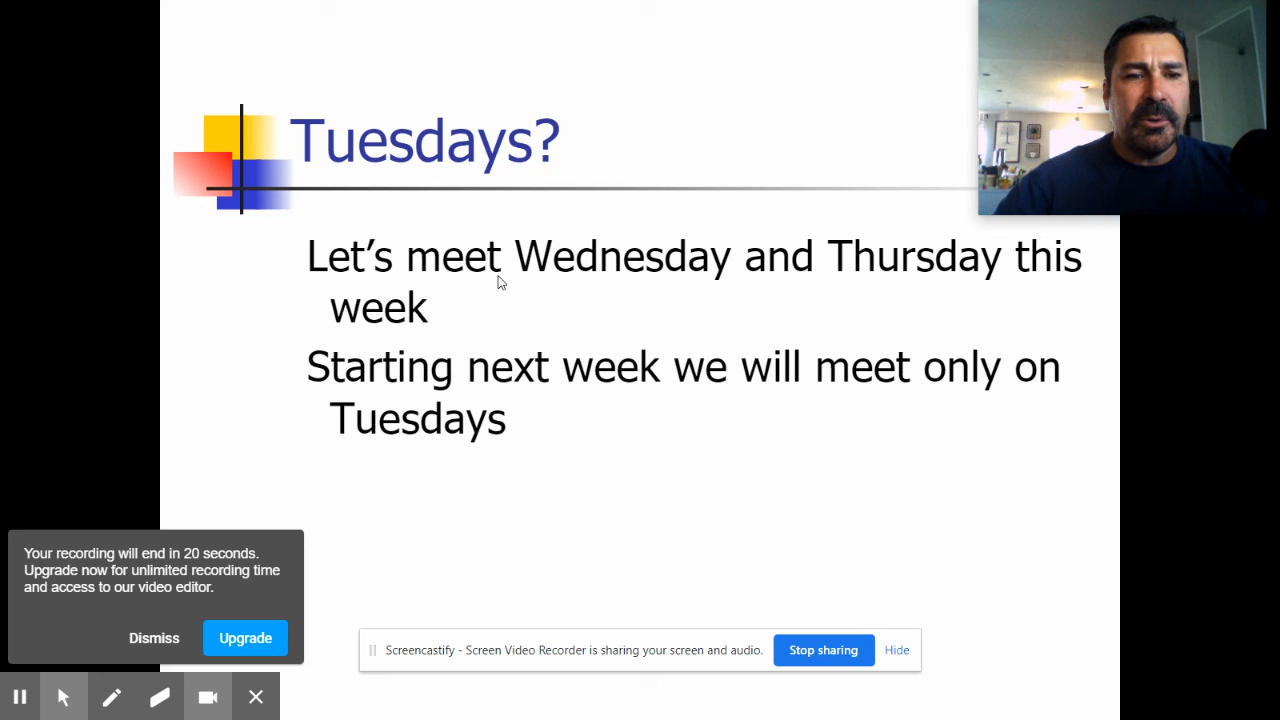 Tuesdays?
Let’s meet Wednesday and Thursday this
week
Starting next week we will meet only on
Tuesdays
Your recording will end in 20 seconds.
Upgrade now for unlimited recording time
and access to our video editor.
Dismiss Upgrade
Screencastify - Screen Video Recorder is sharing your screen and audio. Stop sharing Hide